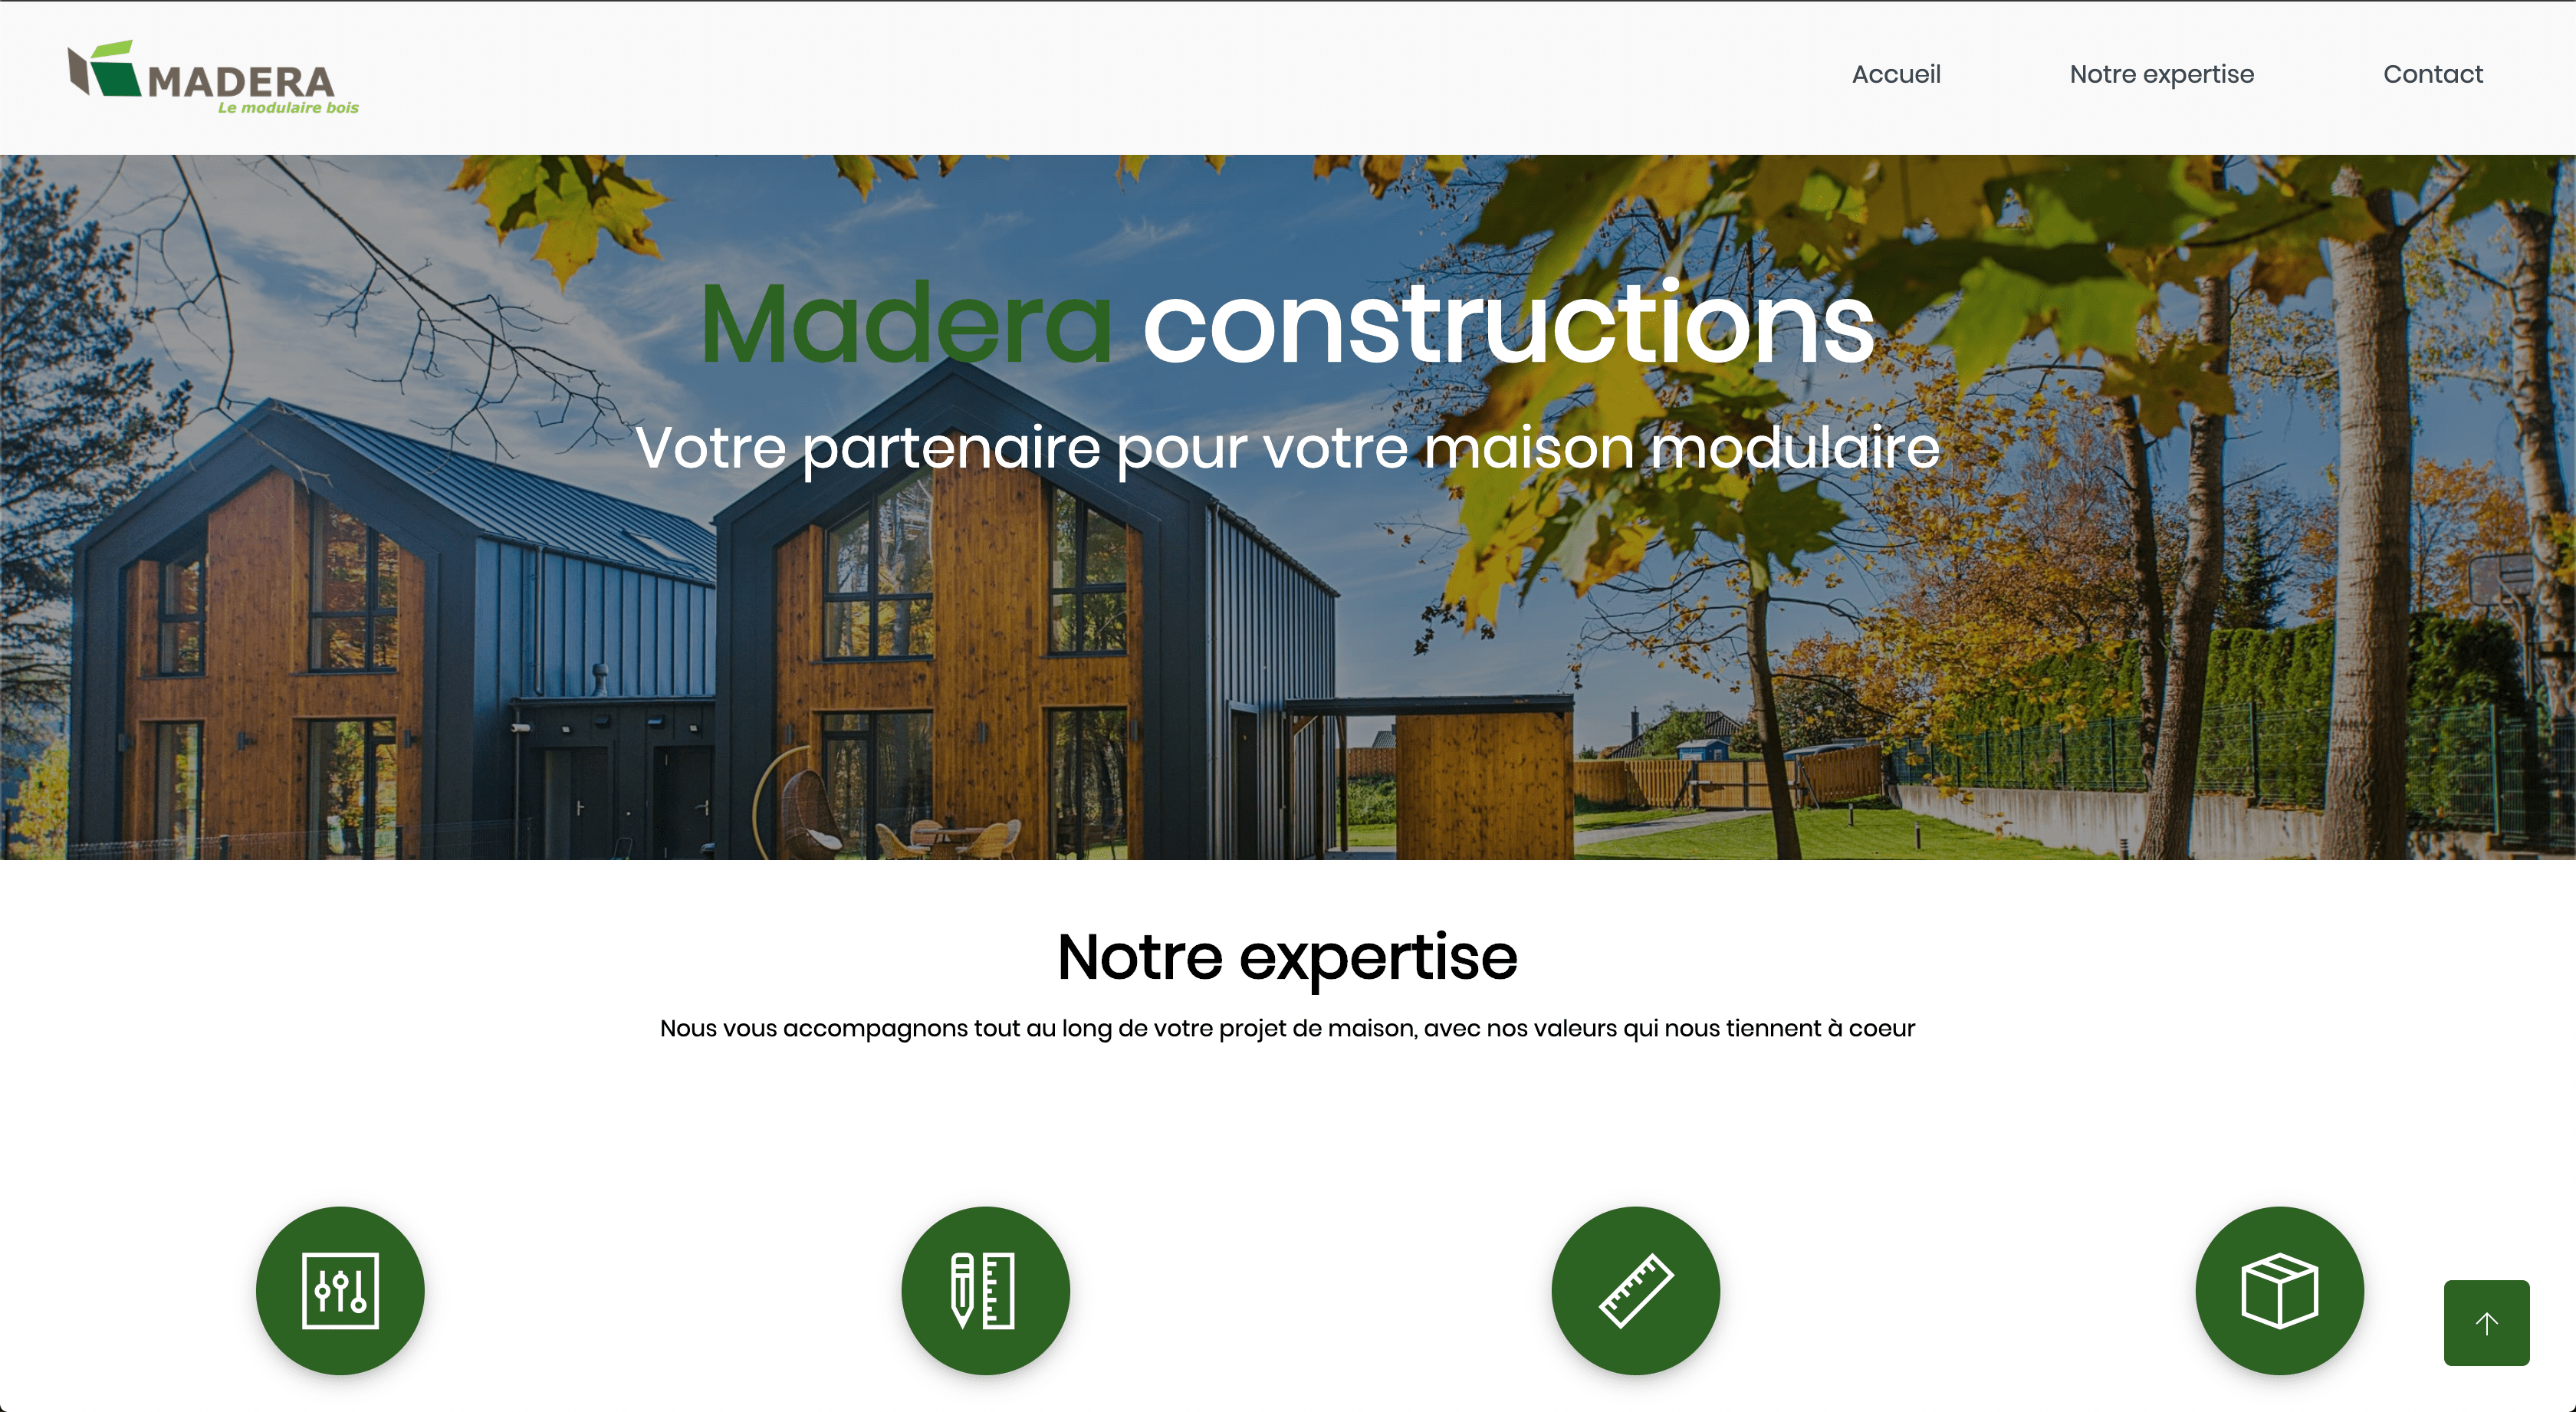 MADERA
Le modulaire bois
Accueil
Notre expertise
Contact
Madera constructions
Votre partenaire pour votre maison modulaire
Notre expertise
Nous vous accompagnons tout au long de votre projet de maison, avec nos valeurs qui nous tiennent à coeur